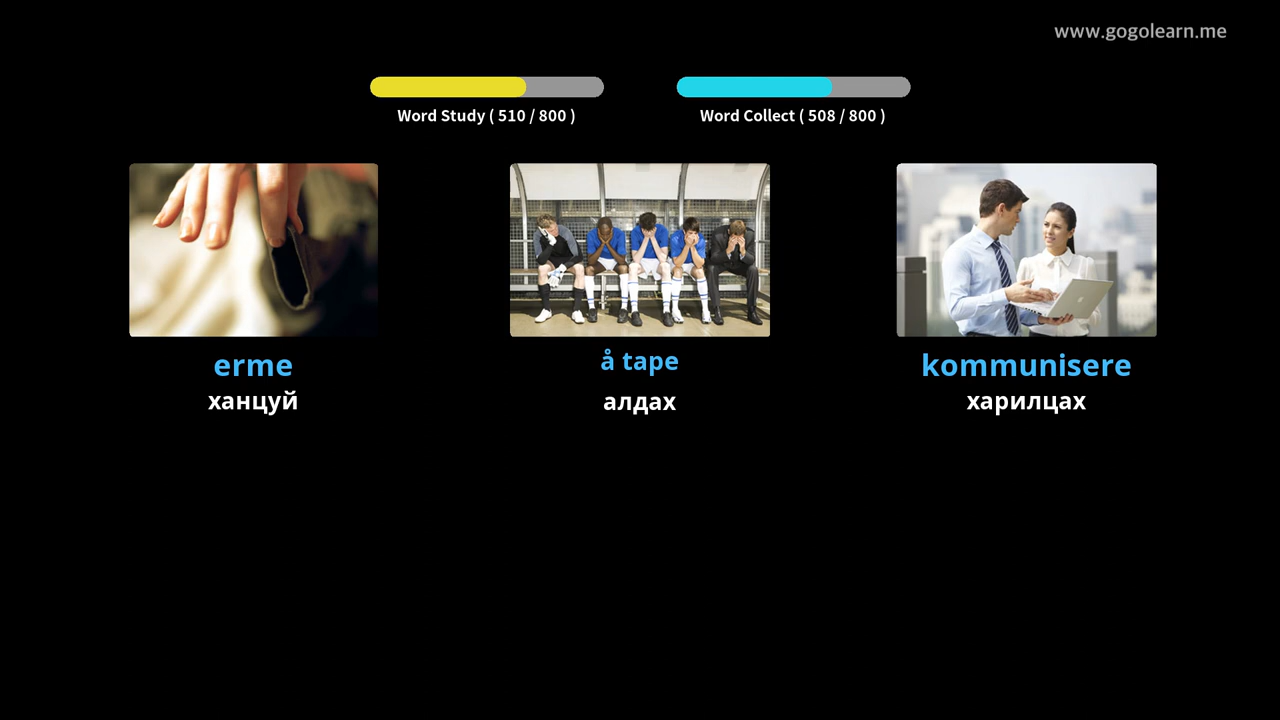 www.gogolearn.me
Word Study ( 510 / 800 )
Word Collect ( 508 / 800 )
erme
ханцуй
å tape
алдах
kommunisere
харилцах